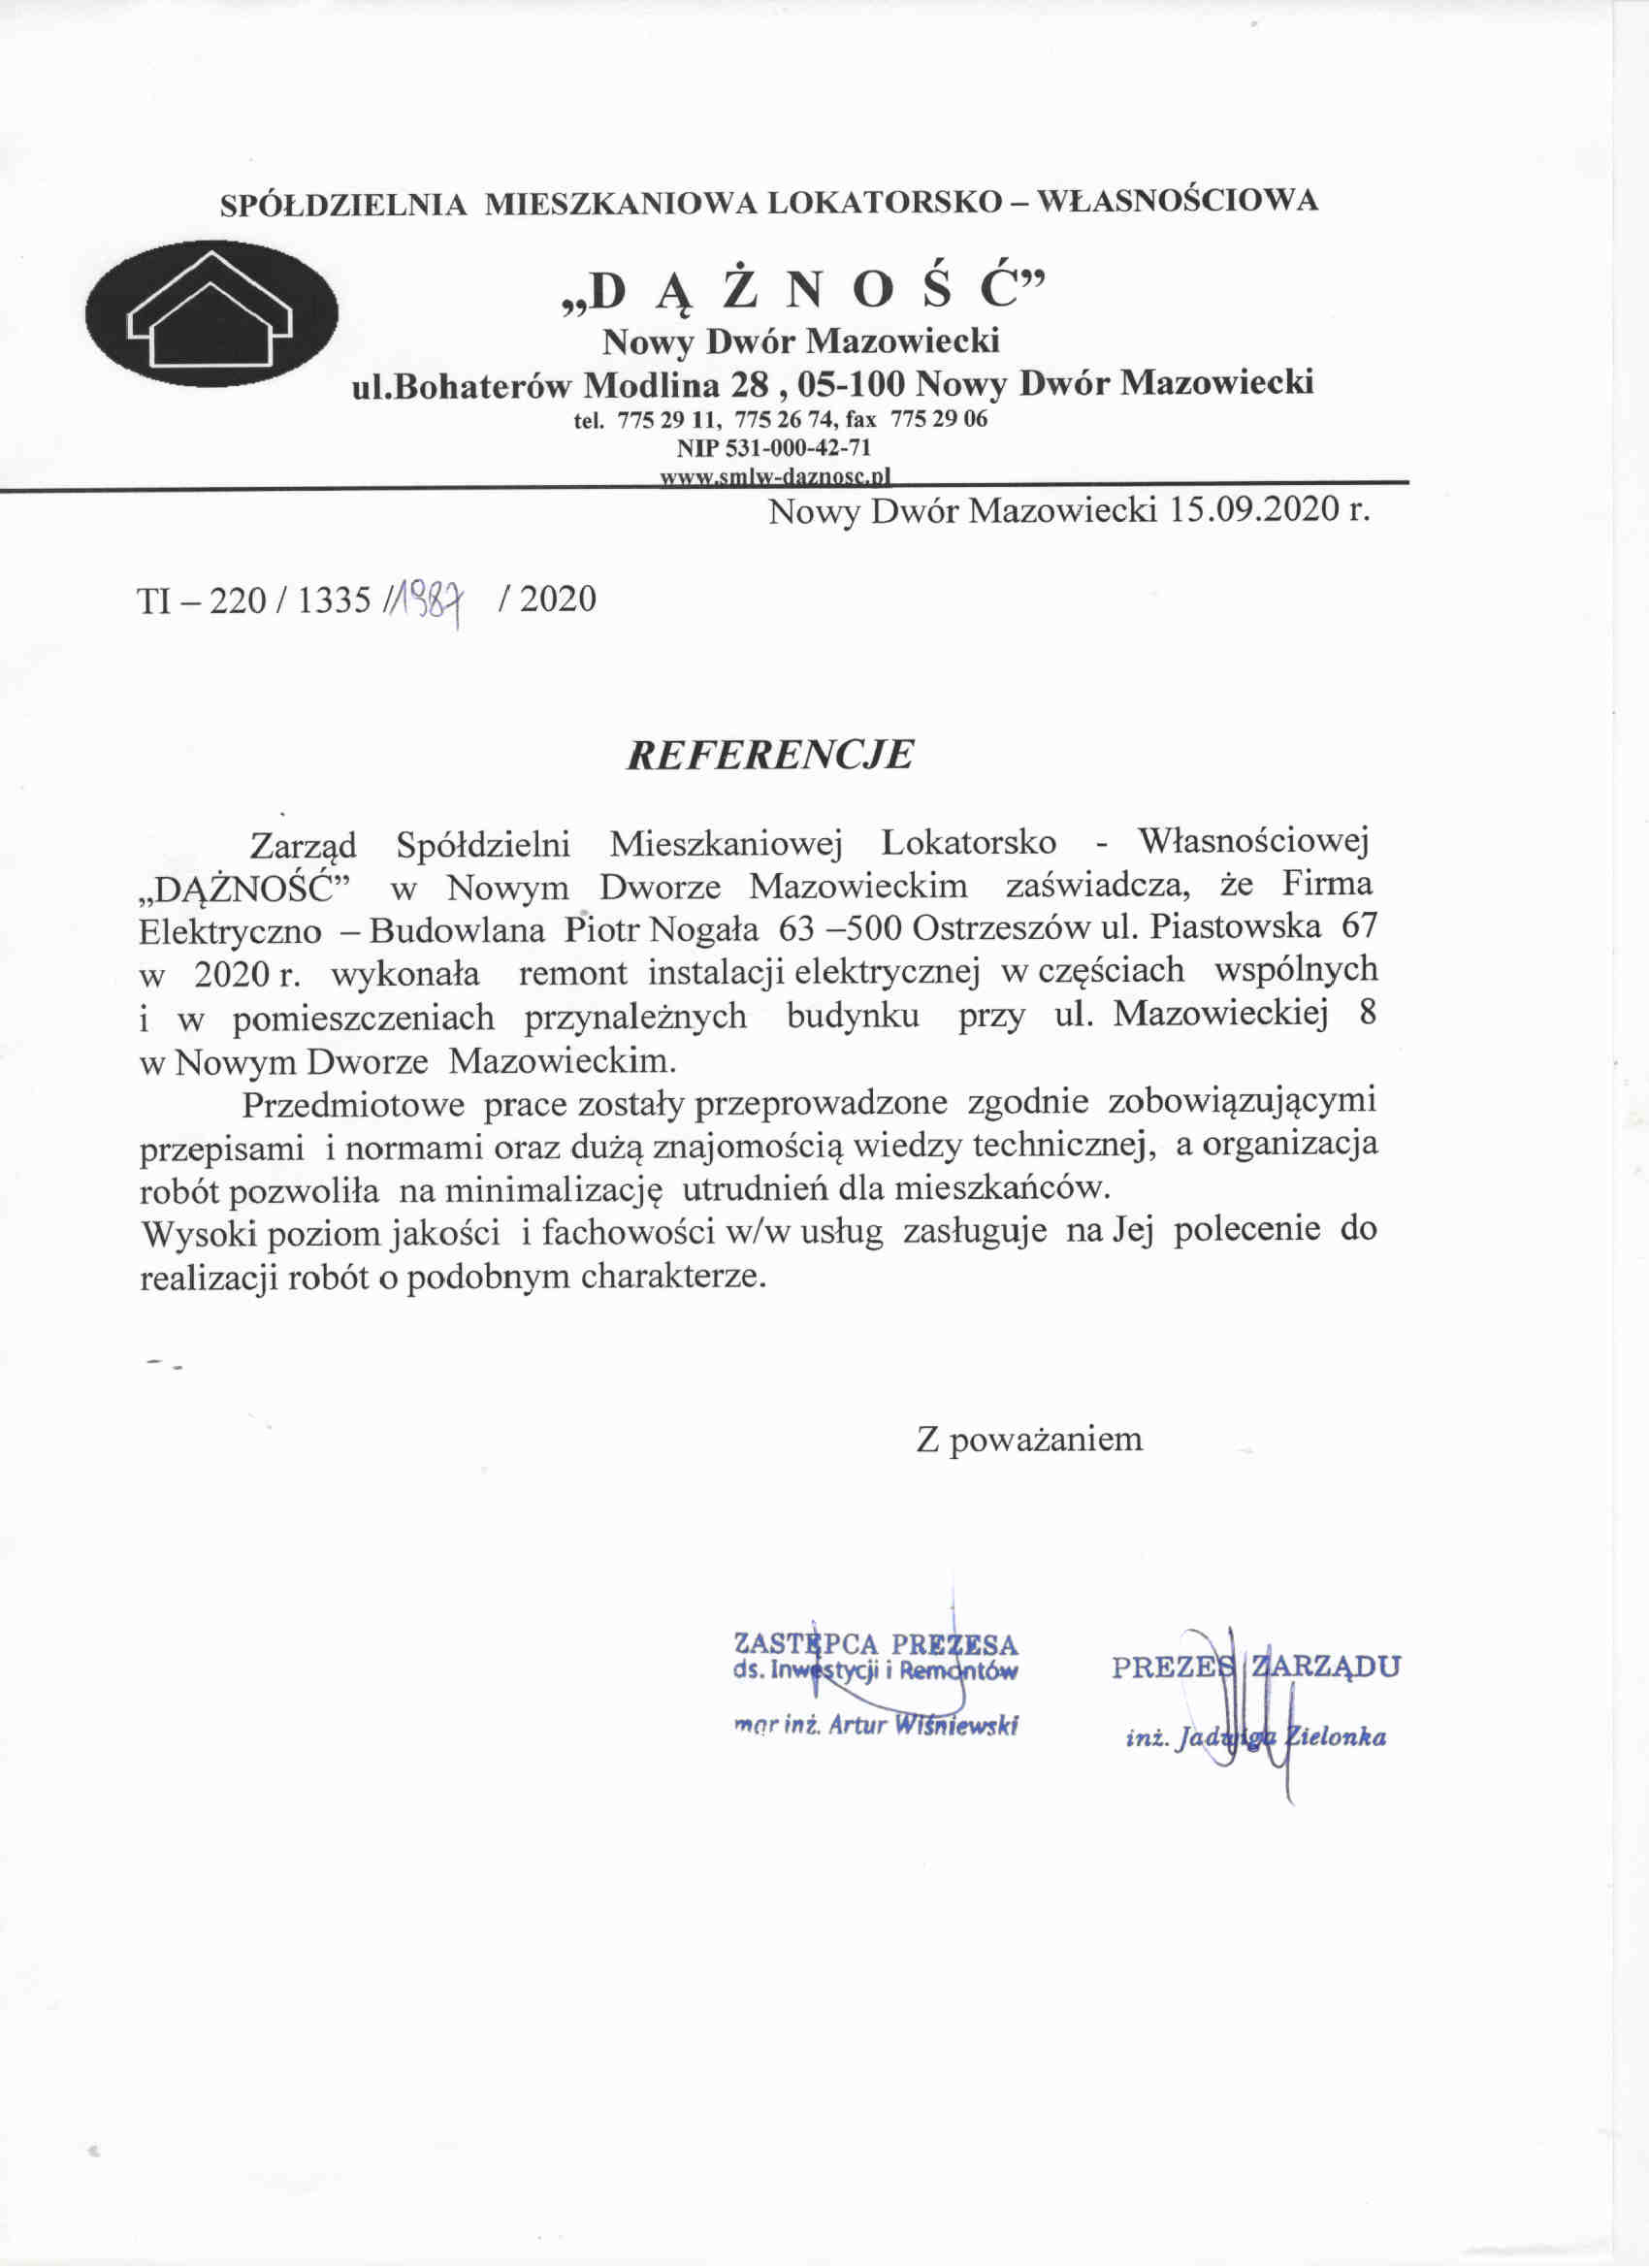 SPÓŁDZIELNIA MIESZKANIOWA LOKATORSKO – WŁASNOŚCIOWA
„D Ą Ż N O Ś Ć”
Nowy Dwór Mazowiecki
ul.Bohaterów Modlina 28 , 05-100 Nowy Dwór Mazowiecki
tel. 775 29 11, 775 26 74, fax 775 29 06
NIP 531-000-42-71
www.smlw-daznosc.pl
Nowy Dwór Mazowiecki 15.09.2020 r.
TI – 220 / 1335 //1987 / 2020
REFERENCJE
Zarząd Spółdzielni Mieszkaniowej Lokatorsko - Własnościowej
„DĄŻNOŚĆ” w Nowym Dworze Mazowieckim zaświadcza, że Firma
Elektryczno – Budowlana Piotr Nogała 63 –500 Ostrzeszów ul. Piastowska 67
w 2020 r. wykonała remont instalacji elektrycznej w częściach wspólnych
i w pomieszczeniach przynależnych budynku przy ul. Mazowieckiej 8
w Nowym Dworze Mazowieckim.
Przedmiotowe prace zostały przeprowadzone zgodnie zobowiązującymi
przepisami i normami oraz dużą znajomością wiedzy technicznej, a organizacja
robót pozwoliła na minimalizację utrudnień dla mieszkańców.
Wysoki poziom jakości i fachowości w/w usług zasługuje na Jej polecenie do
realizacji robót o podobnym charakterze.
Z poważaniem
ZASTĘPCA PREZESA
ds. Inwestycji i Remontów
mgr inż. Artur Wiśniewski
PREZES ZARZĄDU
inż. Jadwiga Zielonka